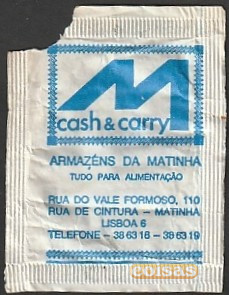 M
cash & carry
ARMAZÉNS DA MATINHA
TUDO PARA ALIMENTAÇÃO
RUA DO VALE FORMOSO, 110
RUA DE CINTURA – MATINHA
LISBOA 6
TELEFONE – 38 63 18 – 38 63 19
coisas